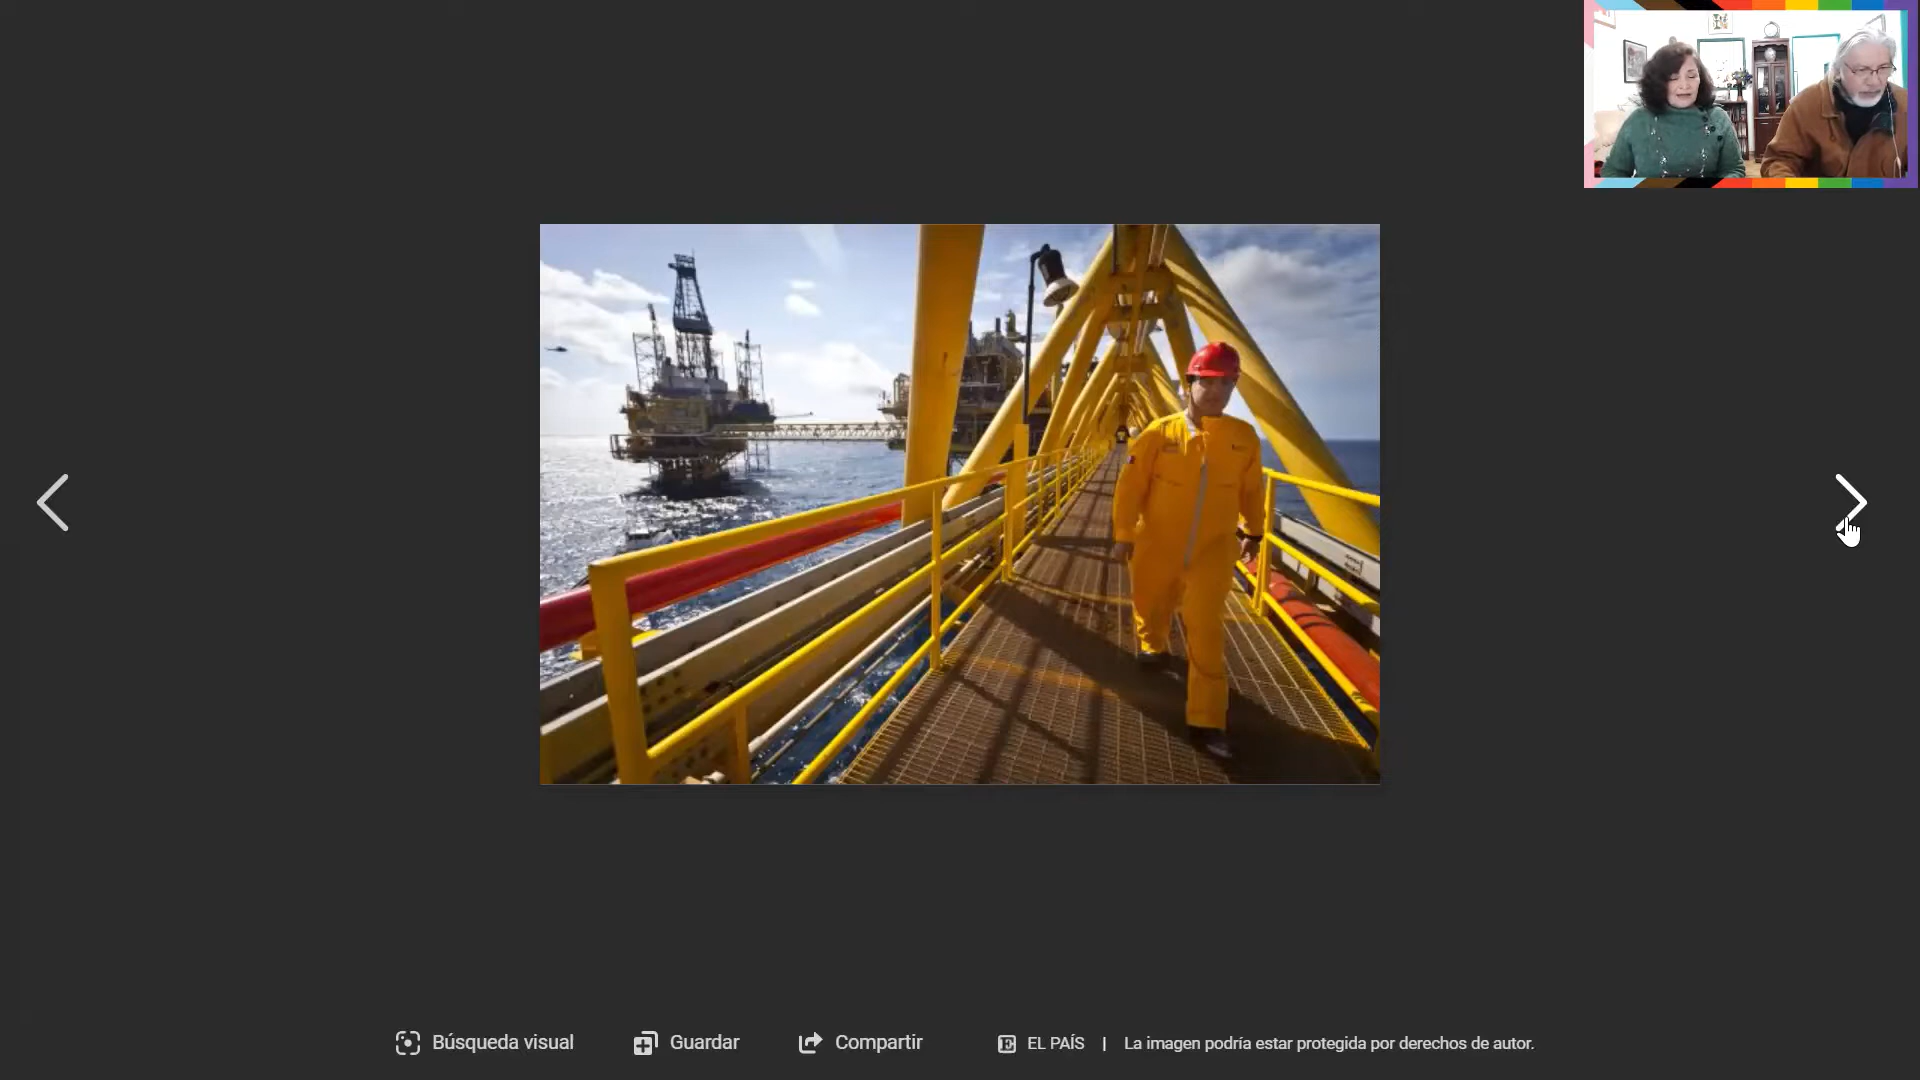 Búsqueda visual
Guardar
Compartir
EL PAÍS | La imagen podría estar protegida por derechos de autor.